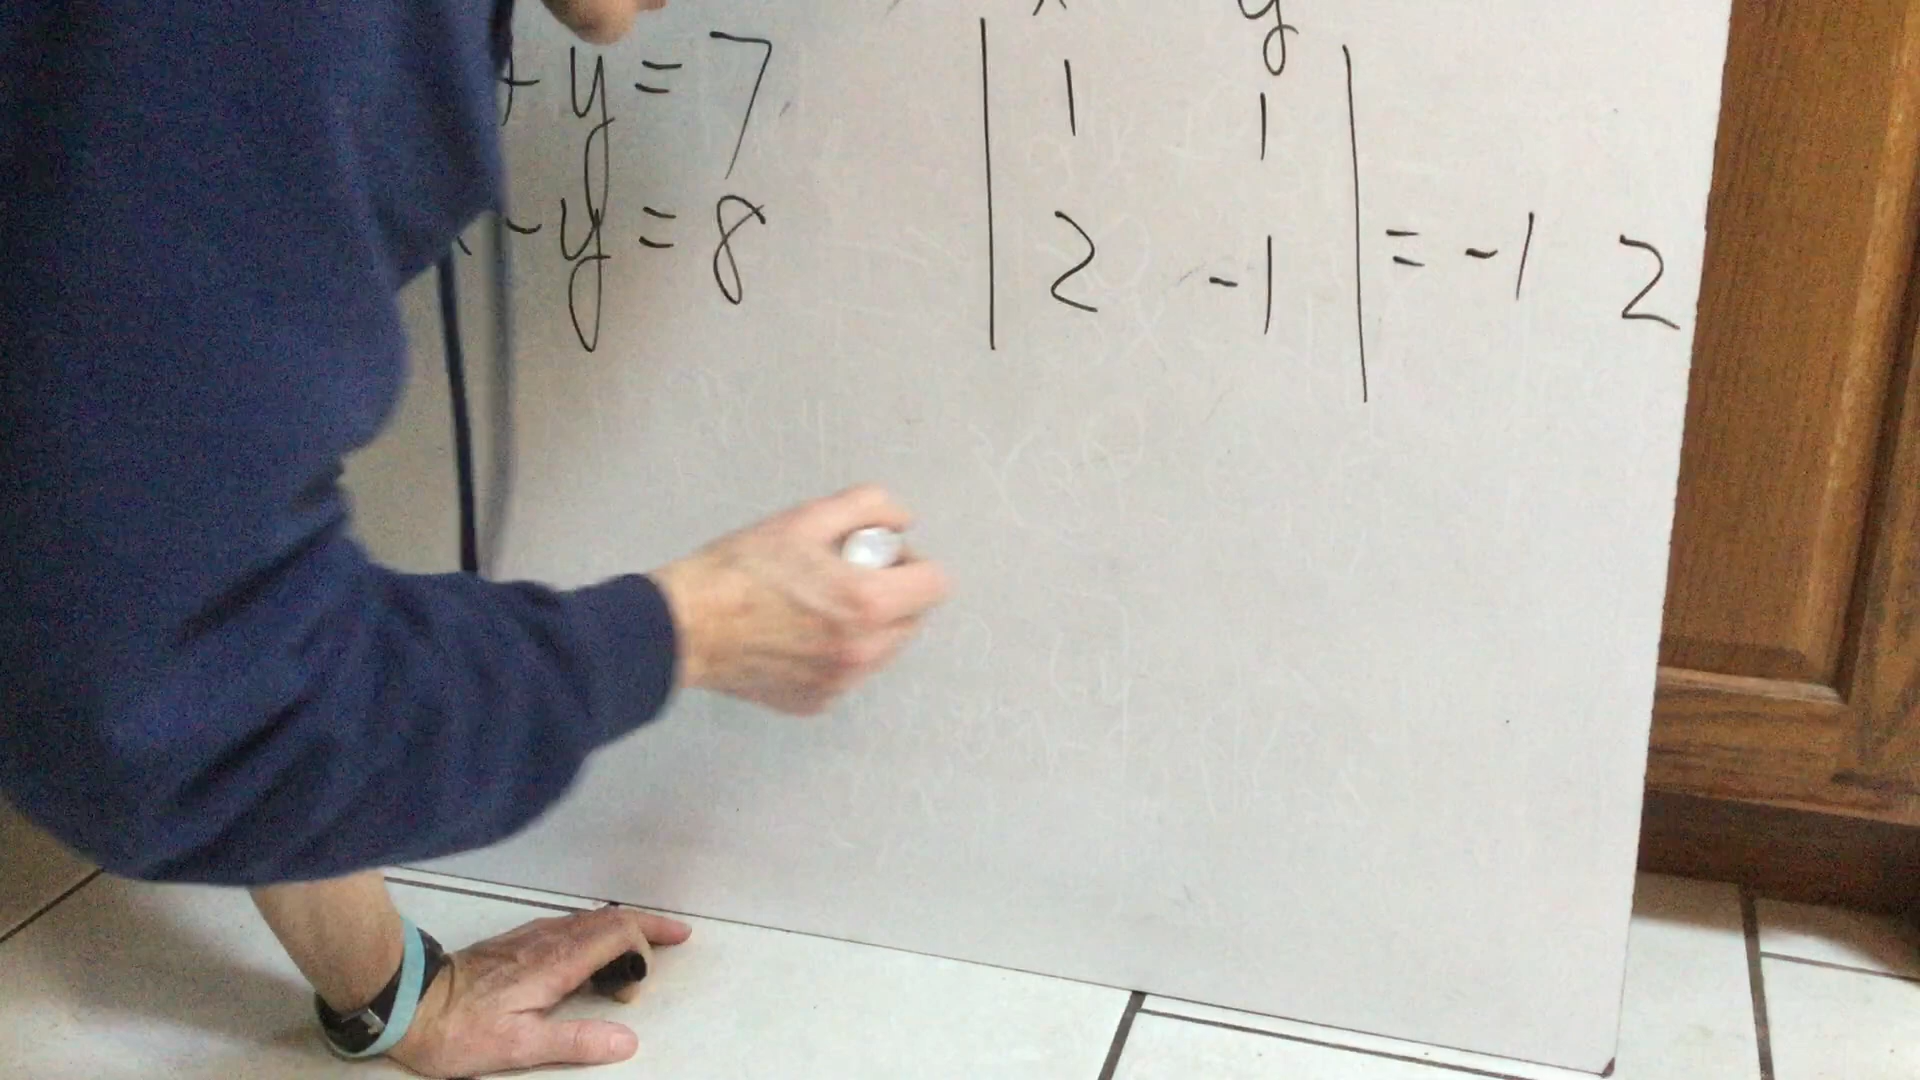 x y
+ y = 7 | 1 1 |
- y = 8 | 2 -1 | = -1 2